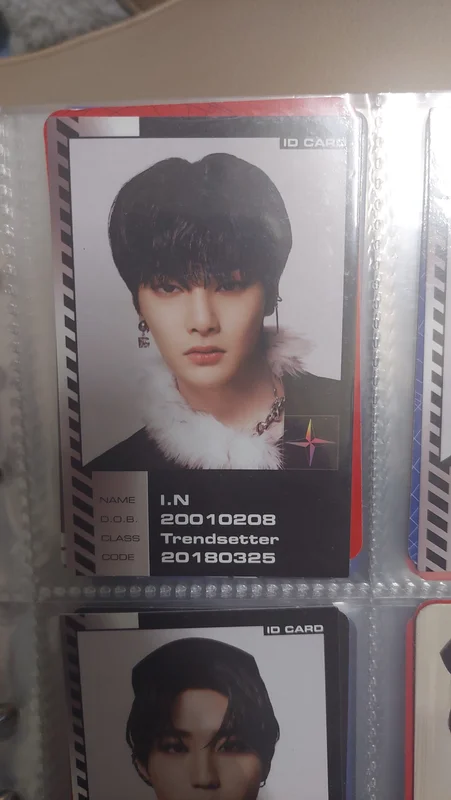 ID CARD
NAME I.N
D.O.B. 20010208
CLASS Trendsetter
CODE 20180325
ID CARD